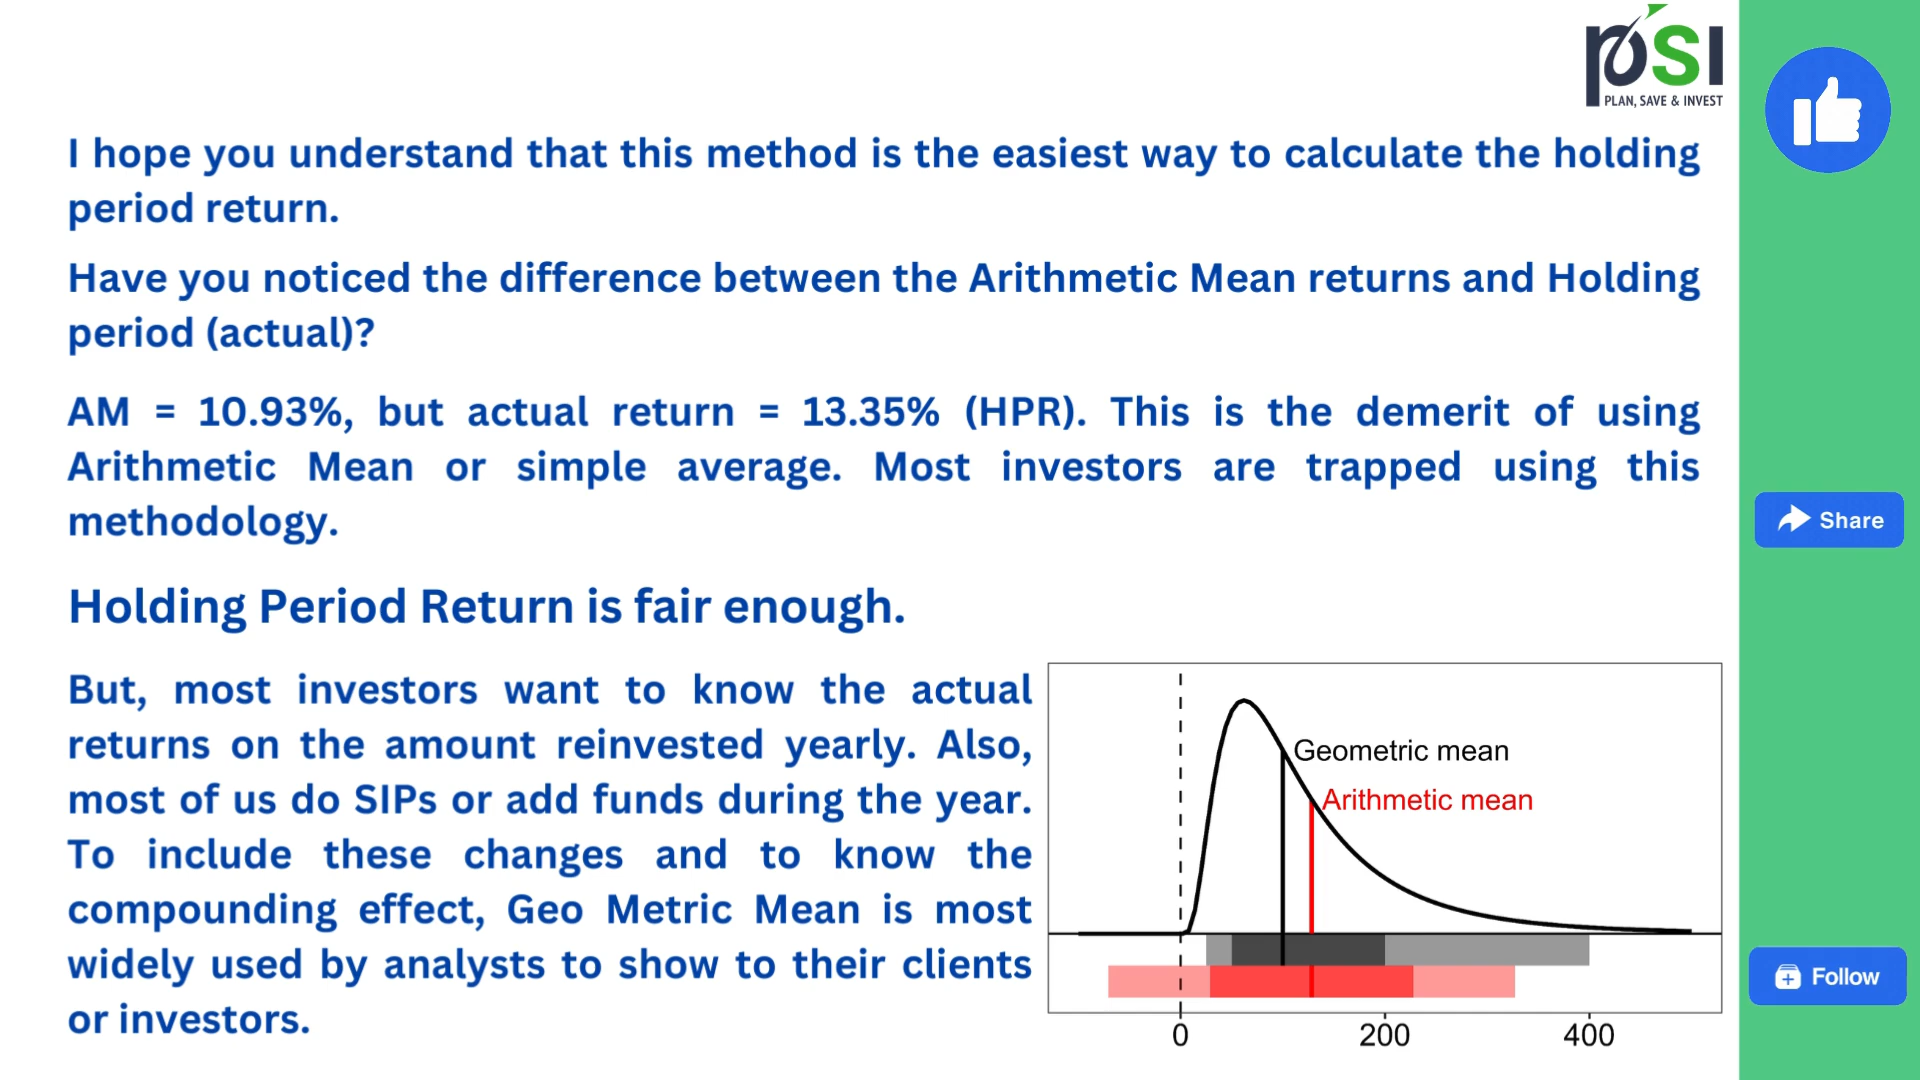 pSI
PLAN, SAVE & INVEST
I hope you understand that this method is the easiest way to calculate the holding
period return.
Have you noticed the difference between the Arithmetic Mean returns and Holding
period (actual)?
AM = 10.93%, but actual return = 13.35% (HPR). This is the demerit of using
Arithmetic Mean or simple average. Most investors are trapped using this
methodology.
Holding Period Return is fair enough.
But, most investors want to know the actual
returns on the amount reinvested yearly. Also,
most of us do SIPs or add funds during the year.
To include these changes and to know the
compounding effect, Geo Metric Mean is most
widely used by analysts to show to their clients
or investors.
Geometric mean
Arithmetic mean
0 200 400
Share
Follow